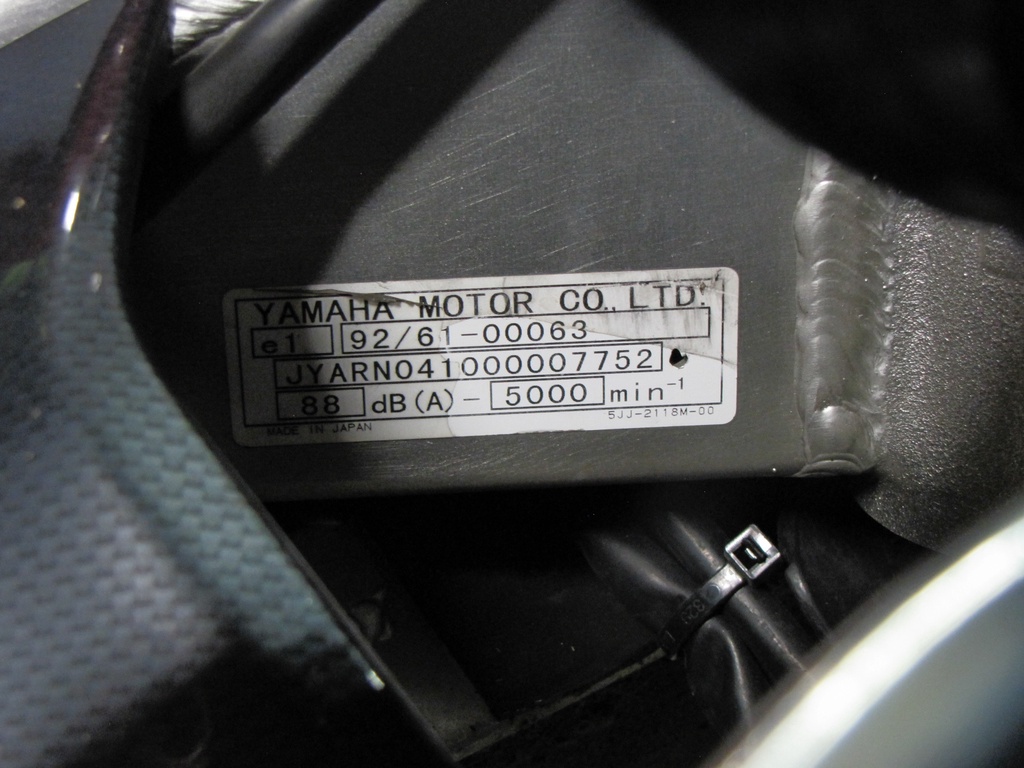 YAMAHA MOTOR CO., LTD.
e1 92/61-00063
JYARN041000007752
88 dB(A)- 5000 min⁻¹
MADE IN JAPAN 5JJ-2118M-00